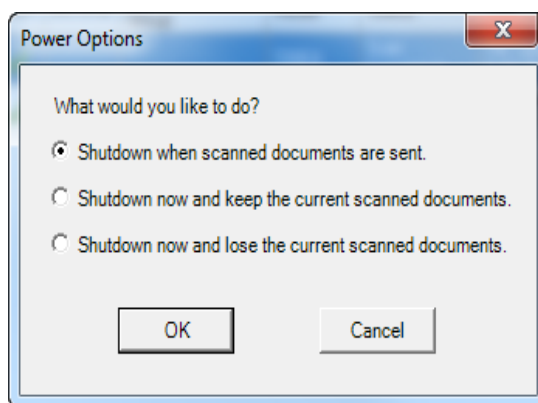 Power Options
What would you like to do?
Shutdown when scanned documents are sent.
Shutdown now and keep the current scanned documents.
Shutdown now and lose the current scanned documents.
OK
Cancel